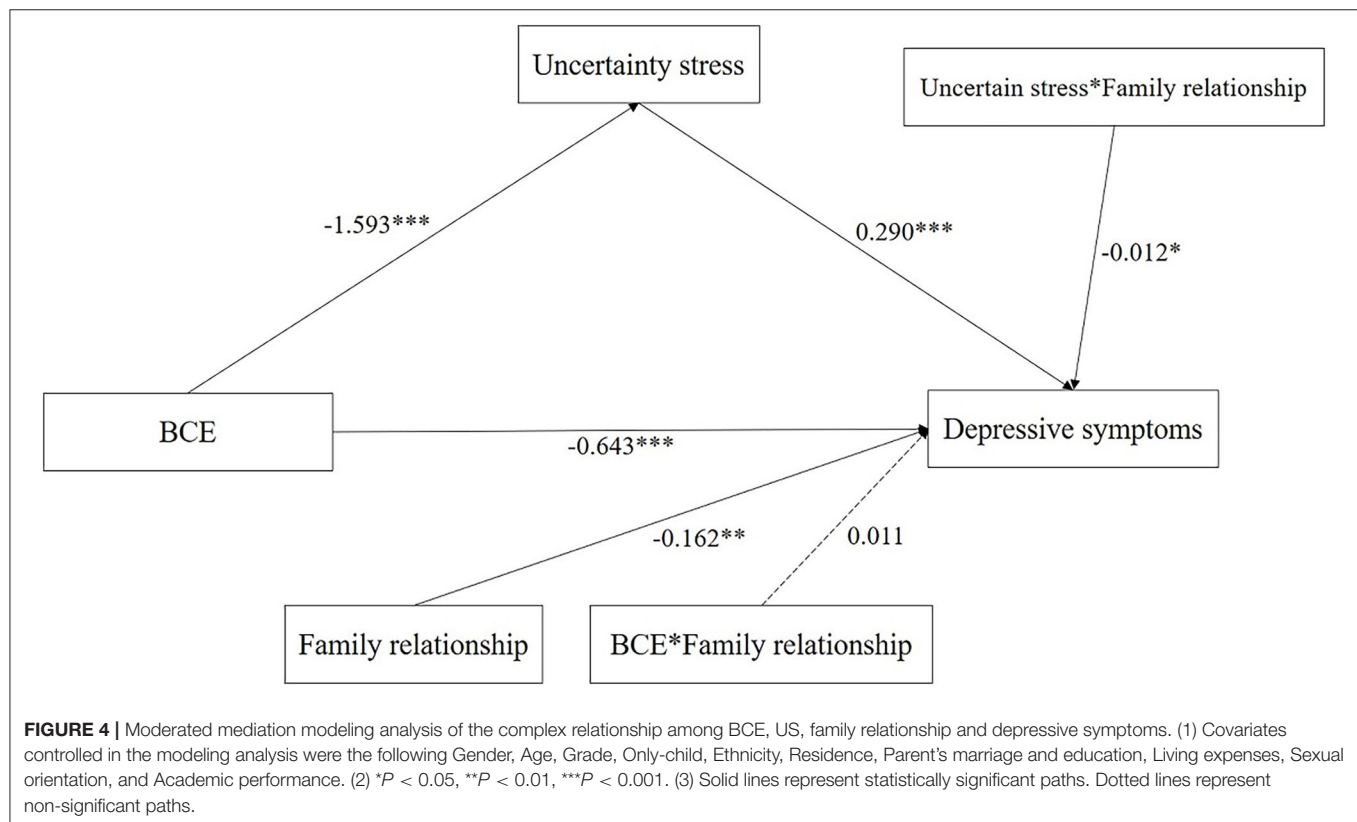 Uncertainty stress
Uncertain stress*Family relationship
-1.593***
0.290***
-0.012*
BCE
-0.643***
Depressive symptoms
-0.162**
0.011
Family relationship
BCE*Family relationship
FIGURE 4 | Moderated mediation modeling analysis of the complex relationship among BCE, US, family relationship and depressive symptoms. (1) Covariates
controlled in the modeling analysis were the following Gender, Age, Grade, Only-child, Ethnicity, Residence, Parent's marriage and education, Living expenses, Sexual
orientation, and Academic performance. (2) *P < 0.05, **P < 0.01, ***P < 0.001. (3) Solid lines represent statistically significant paths. Dotted lines represent
non-significant paths.